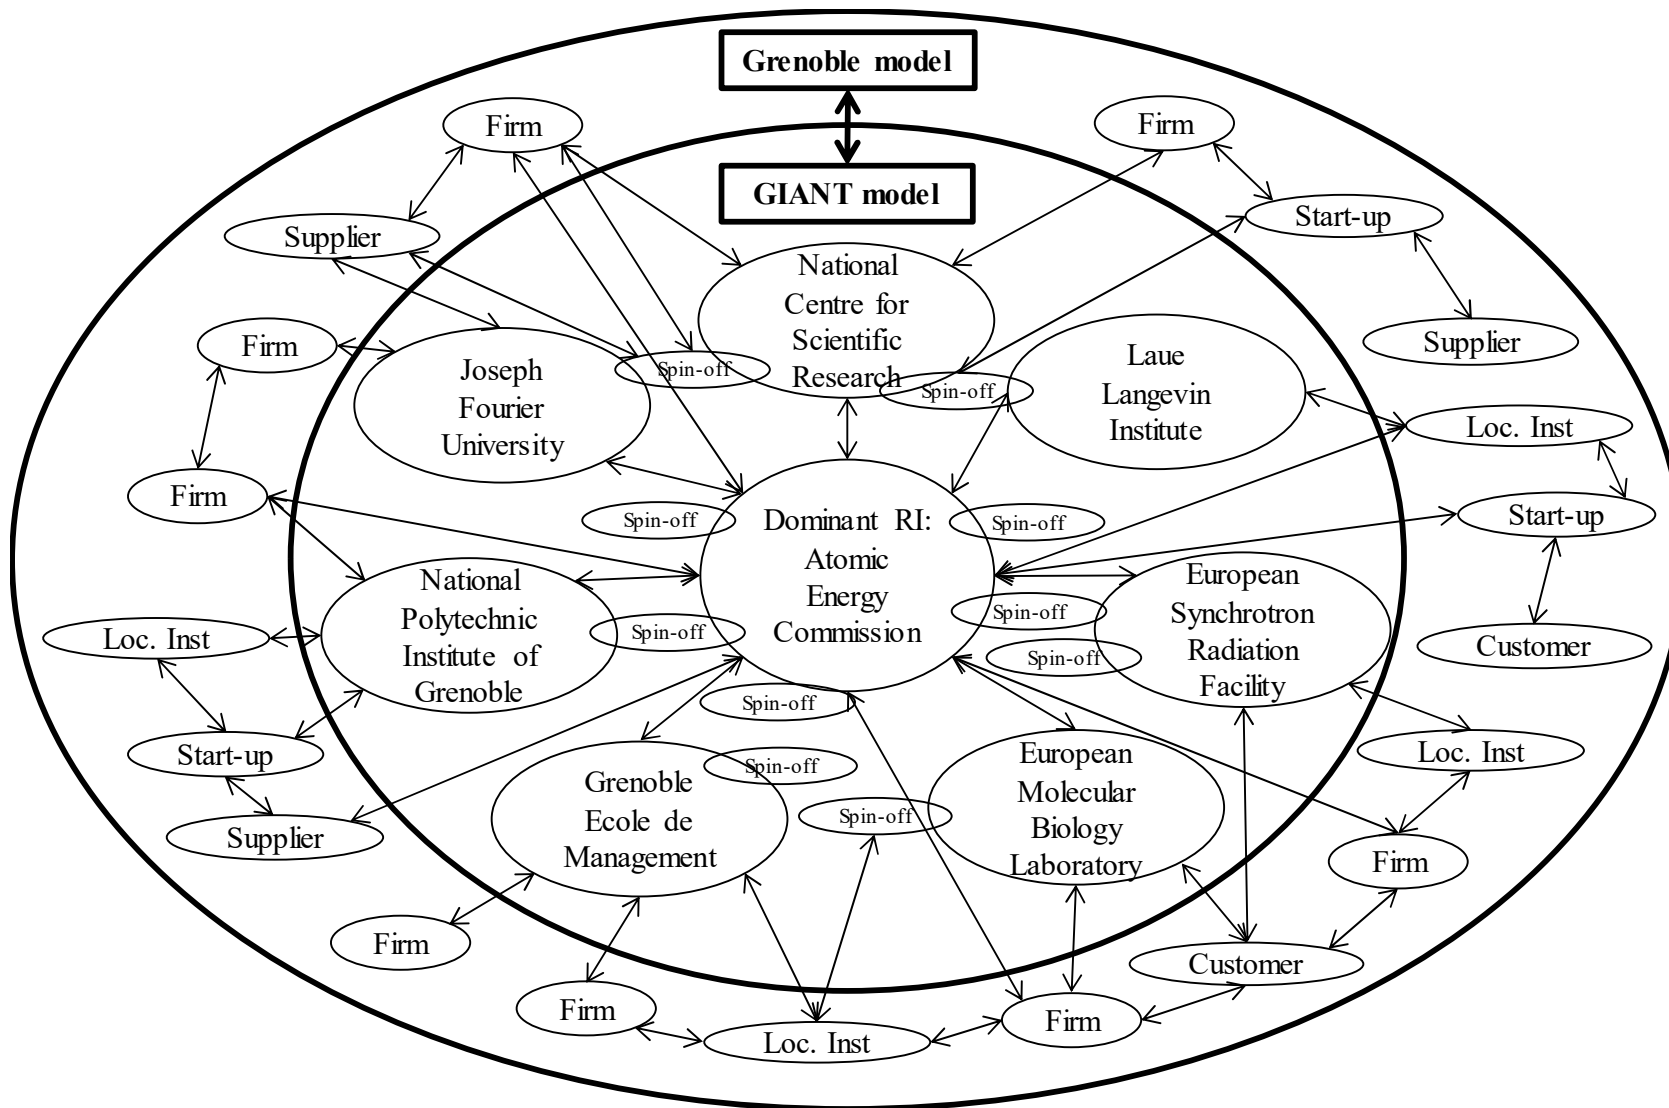 Grenoble model
GIANT model
Firm
Firm
Supplier
Start-up
National
Centre for
Scientific
Research
Firm
Supplier
Joseph
Fourier
University
Spin-off
Spin-off
Laue
Langevin
Institute
Loc. Inst
Firm
Spin-off
Dominant RI:
Atomic
Energy
Commission
Spin-off
Start-up
National
Polytechnic
Institute of
Grenoble
Spin-off
Spin-off
Spin-off
European
Synchrotron
Radiation
Facility
Loc. Inst
Customer
Spin-off
Start-up
Loc. Inst
Supplier
Grenoble
Ecole de
Management
Spin-off
Spin-off
European
Molecular
Biology
Laboratory
Firm
Firm
Customer
Firm
Loc. Inst
Firm